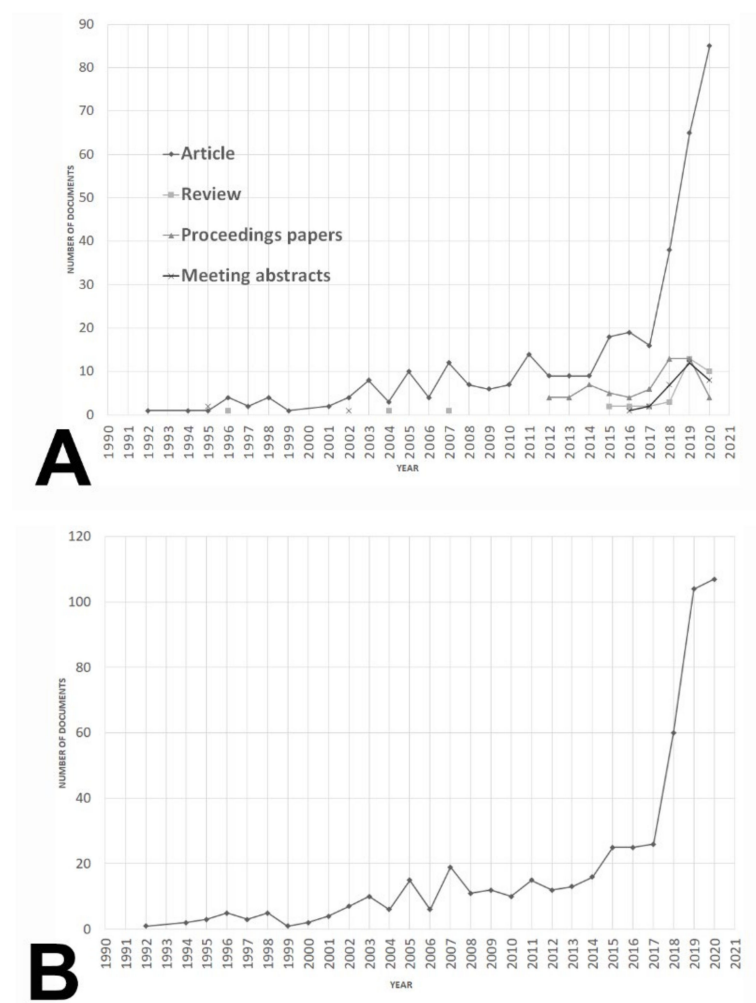 90
80
70
60
50
40
30
20
10
0
NUMBER OF DOCUMENTS
Article
Review
Proceedings papers
Meeting abstracts
1990 1991 1992 1993 1994 1995 1996 1997 1998 1999 2000 2001 2002 2003 2004 2005 2006 2007 2008 2009 2010 2011 2012 2013 2014 2015 2016 2017 2018 2019 2020 2021
YEAR
A
120
100
80
60
40
20
0
NUMBER OF DOCUMENTS
1990 1991 1992 1993 1994 1995 1996 1997 1998 1999 2000 2001 2002 2003 2004 2005 2006 2007 2008 2009 2010 2011 2012 2013 2014 2015 2016 2017 2018 2019 2020 2021
YEAR
B